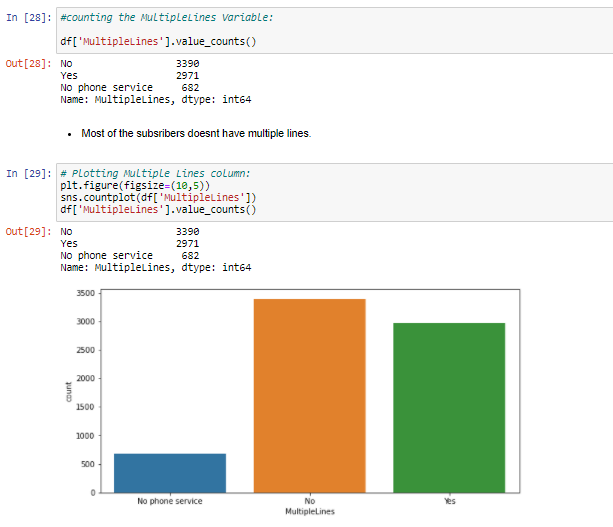 In [28]: #counting the MultipleLines Variable:
df['MultipleLines'].value_counts()
Out[28]: No 3390
Yes 2971
No phone service 682
Name: MultipleLines, dtype: int64
• Most of the subsribers doesnt have multiple lines.
In [29]: # Plotting Multiple Lines column:
plt.figure(figsize=(10,5))
sns.countplot(df['MultipleLines'])
df['MultipleLines'].value_counts()
Out[29]: No 3390
Yes 2971
No phone service 682
Name: MultipleLines, dtype: int64
3500
3000
2500
2000
1500
1000
500
0
count
No phone service No Yes
MultipleLines